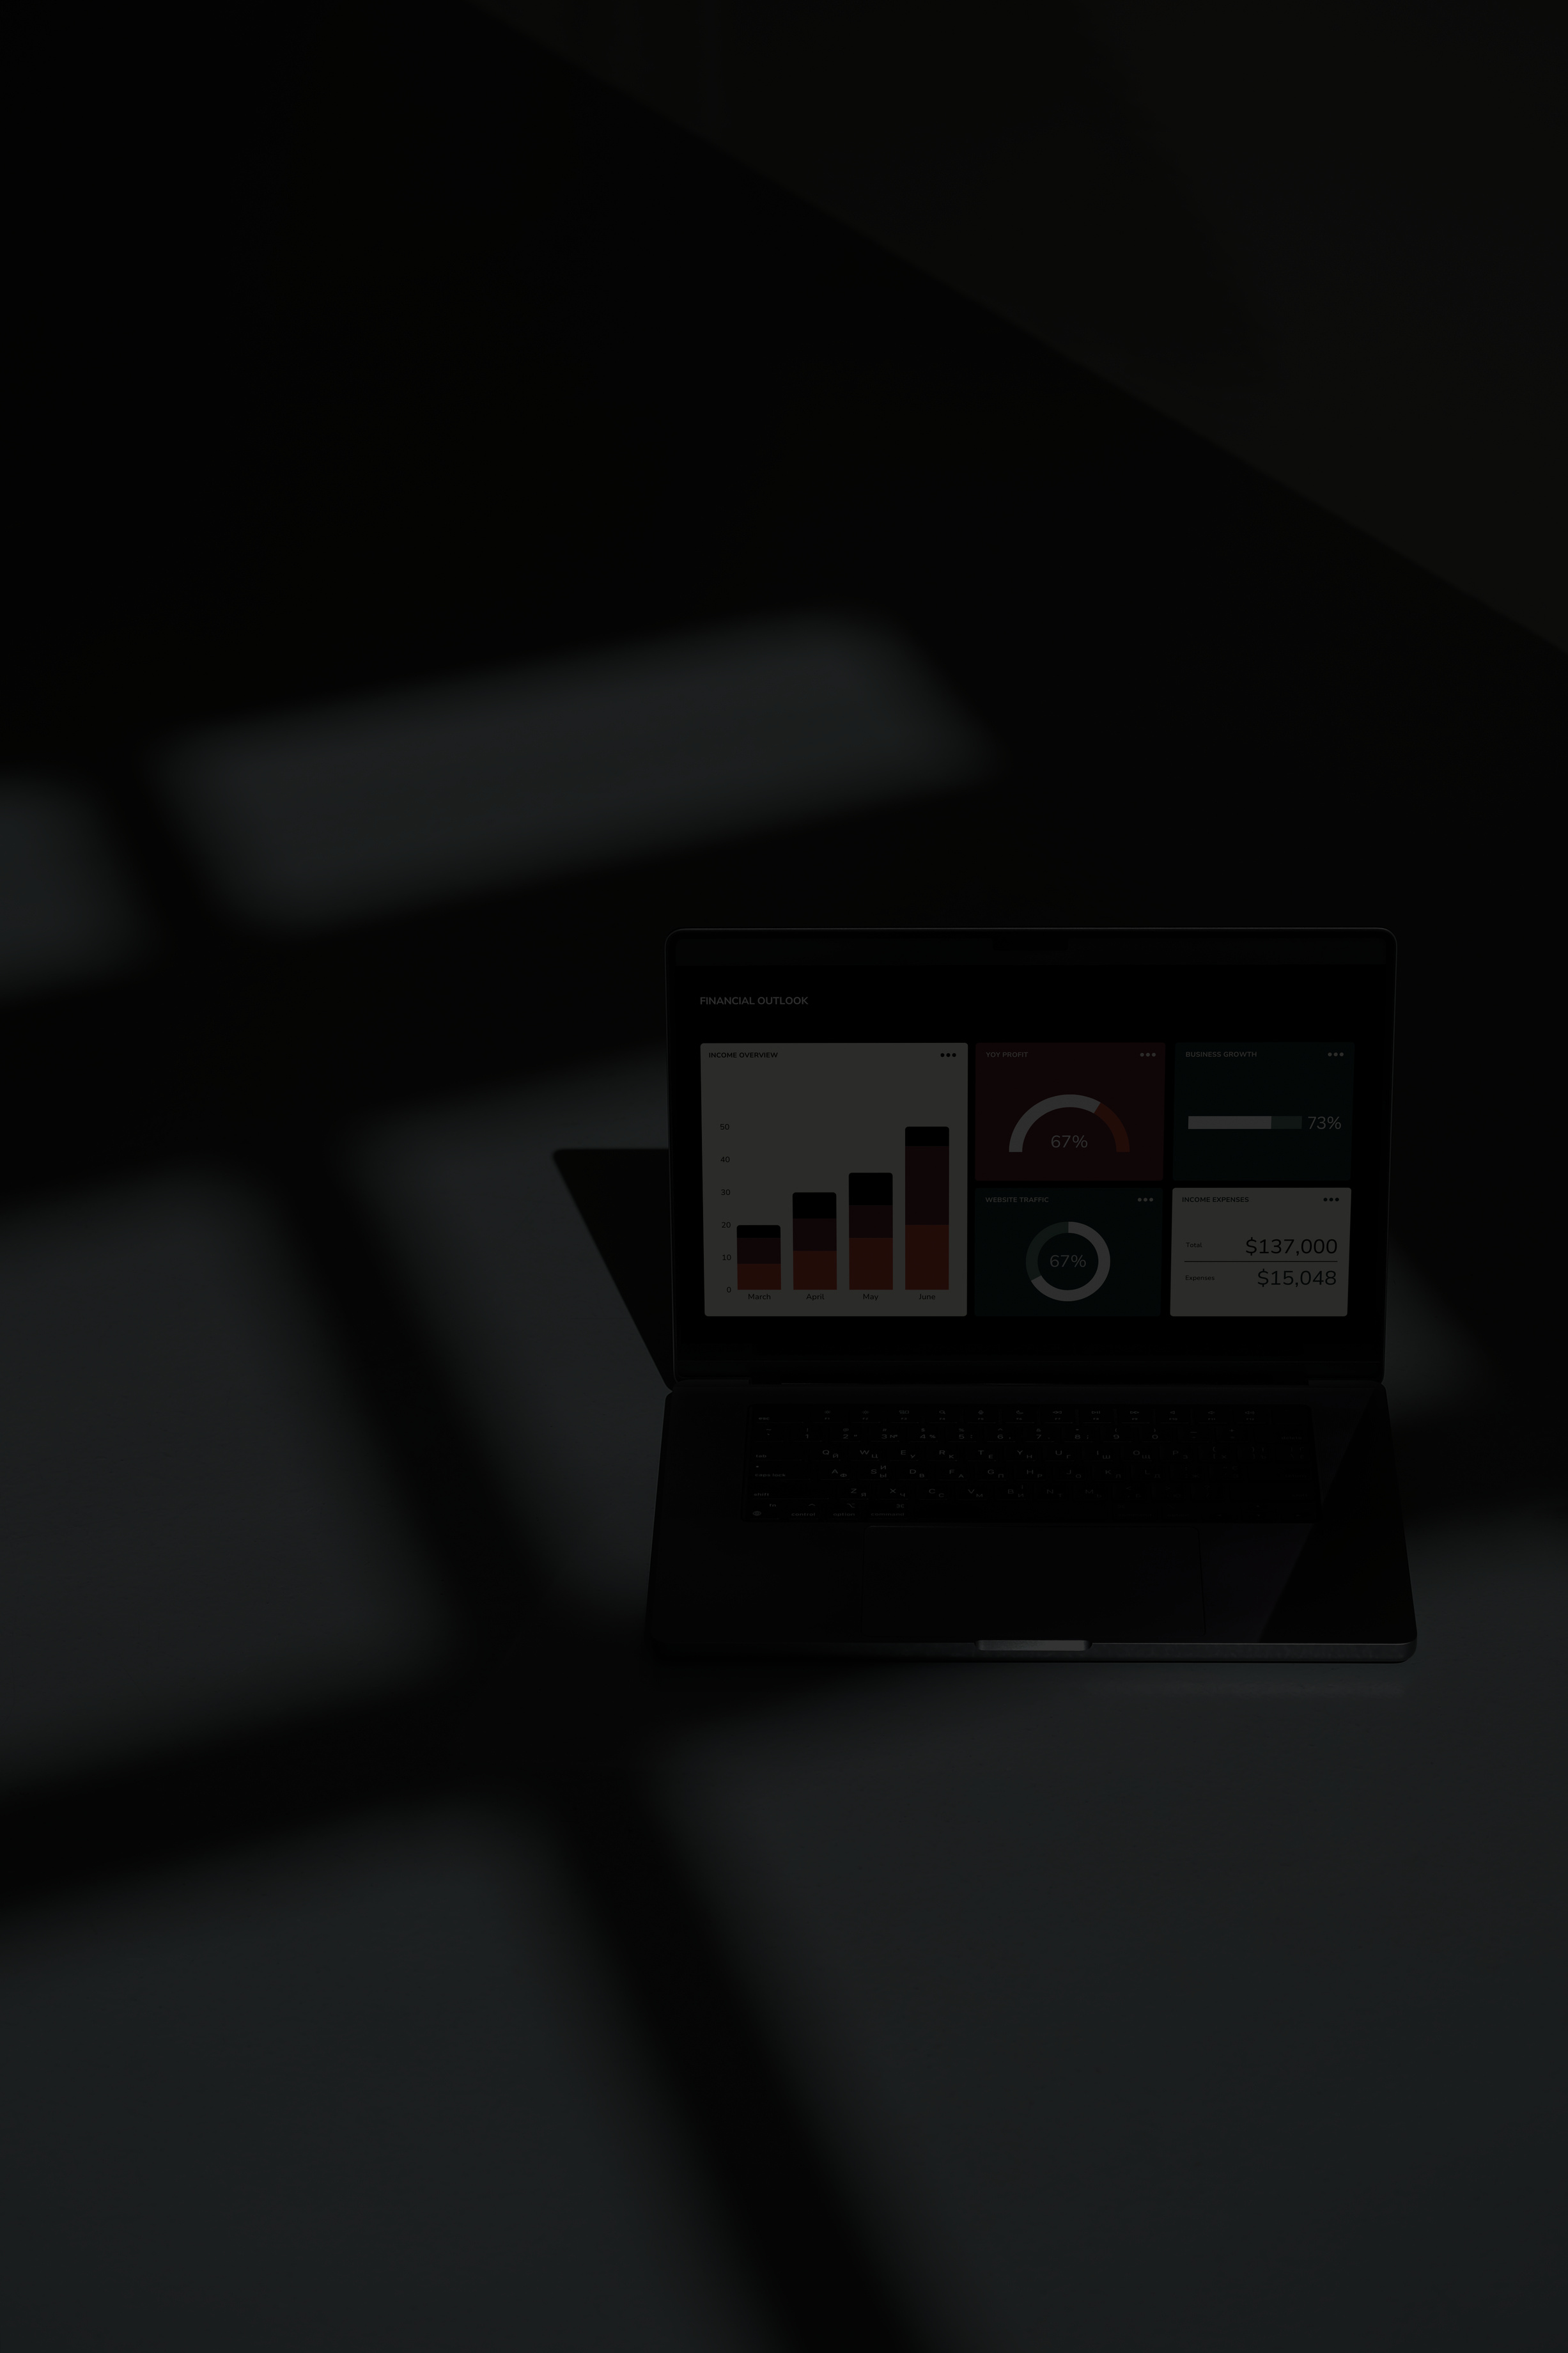 FINANCIAL OUTLOOK
INCOME OVERVIEW
50
40
30
20
10
0
March April May June
YOY PROFIT
67%
BUSINESS GROWTH
73%
WEBSITE TRAFFIC
67%
INCOME EXPENSES
Total $137,000
Expenses $15,048